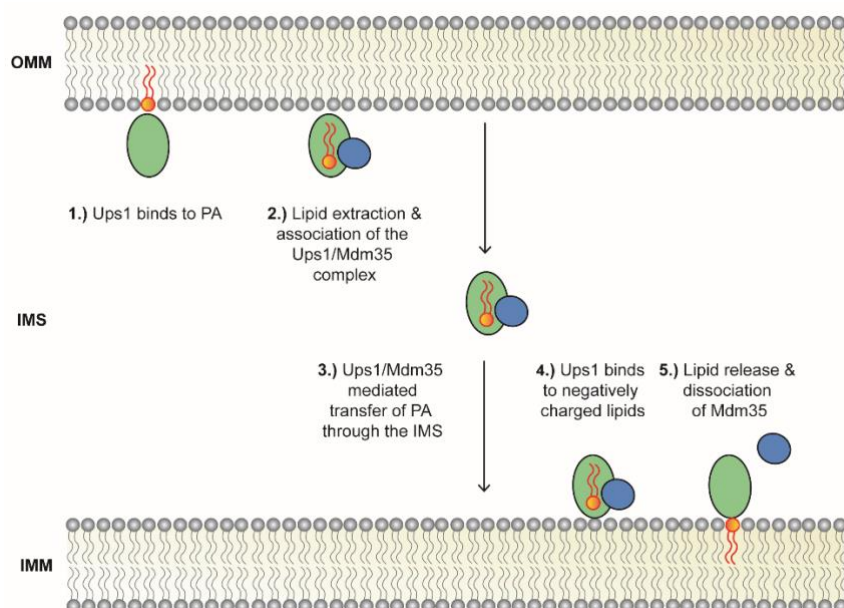 OMM
1.) Ups1 binds to PA
2.) Lipid extraction &
association of the
Ups1/Mdm35
complex
IMS
3.) Ups1/Mdm35
mediated
transfer of PA
through the IMS
4.) Ups1 binds
to negatively
charged lipids
5.) Lipid release &
dissociation
of Mdm35
IMM